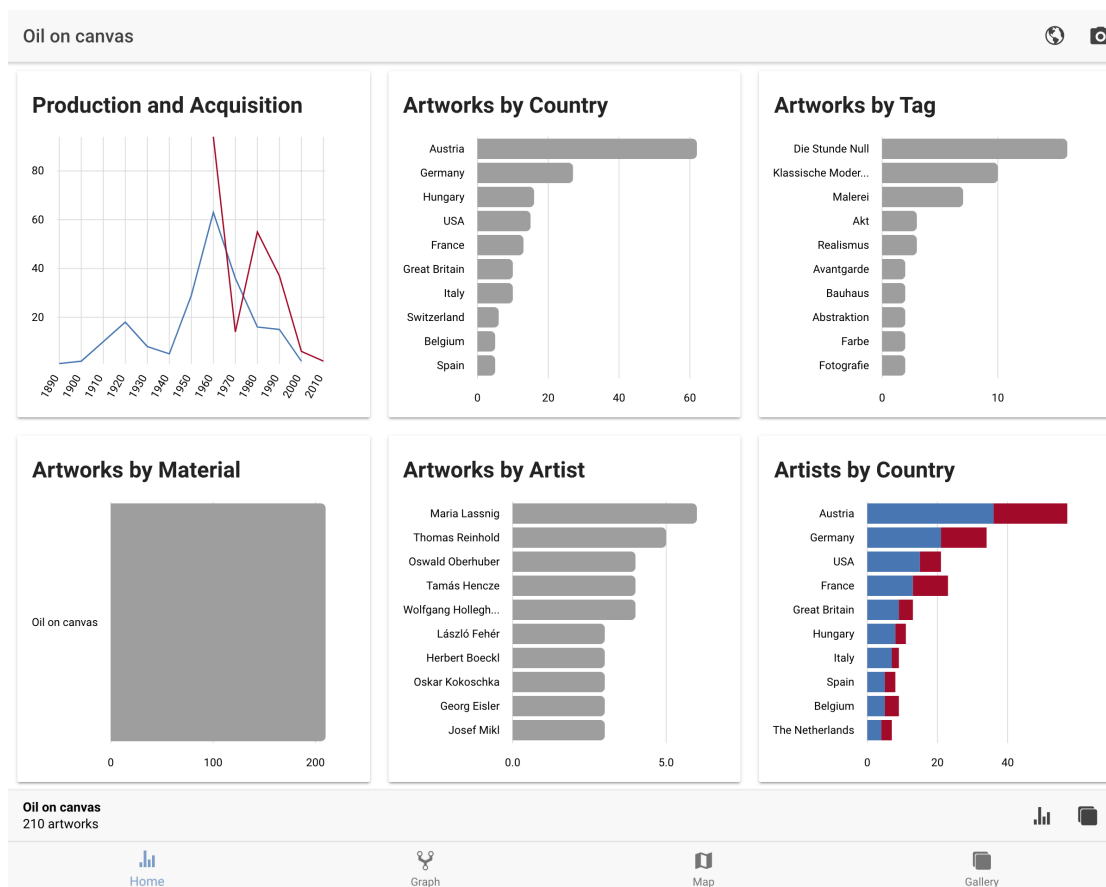 Oil on canvas
Production and Acquisition
80
60
40
20
1890
1900
1910
1920
1930
1940
1950
1960
1970
1980
1990
2000
2010
Artworks by Country
Austria
Germany
Hungary
USA
France
Great Britain
Italy
Switzerland
Belgium
Spain
0 20 40 60
Artworks by Tag
Die Stunde Null
Klassische Moder...
Malerei
Akt
Realismus
Avantgarde
Bauhaus
Abstraktion
Farbe
Fotografie
0 10
Artworks by Material
Oil on canvas
0 100 200
Artworks by Artist
Maria Lassnig
Thomas Reinhold
Oswald Oberhuber
Tamás Hencze
Wolfgang Hollegh...
László Fehér
Herbert Boeckl
Oskar Kokoschka
Georg Eisler
Josef Mikl
0.0 5.0
Artists by Country
Austria
Germany
USA
France
Great Britain
Hungary
Italy
Spain
Belgium
The Netherlands
0 20 40
Oil on canvas
210 artworks
Home Graph Map Gallery